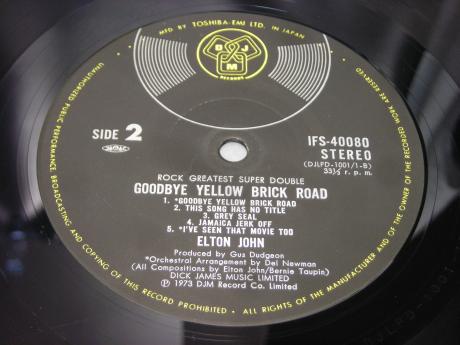 MFD BY TOSHIBA-EMI LTD. IN JAPAN
DJM
RECORDS
UNAUTHORIZED PUBLIC PERFORMANCE, BROADCASTING AND COPYING OF THIS RECORD PROHIBITED · ALL RIGHTS OF THE MANUFACTURER AND OF THE OWNER OF THE RECORDED WORK ARE RESERVED
SIDE 2
IFS-40080
STEREO
(DJLPD-1001/1-B)
33⅓ r. p. m.
ROCK GREATEST SUPER DOUBLE
GOODBYE YELLOW BRICK ROAD
1. *GOODBYE YELLOW BRICK ROAD
2. THIS SONG HAS NO TITLE
3. GREY SEAL
4. JAMAICA JERK OFF
5. *I'VE SEEN THAT MOVIE TOO
ELTON JOHN
Produced by Gus Dudgeon
*Orchestral Arrangement by Del Newman
(All Compositions by Elton John/Bernie Taupin)
DICK JAMES MUSIC LIMITED
℗ 1973 DJM Record Co. Limited